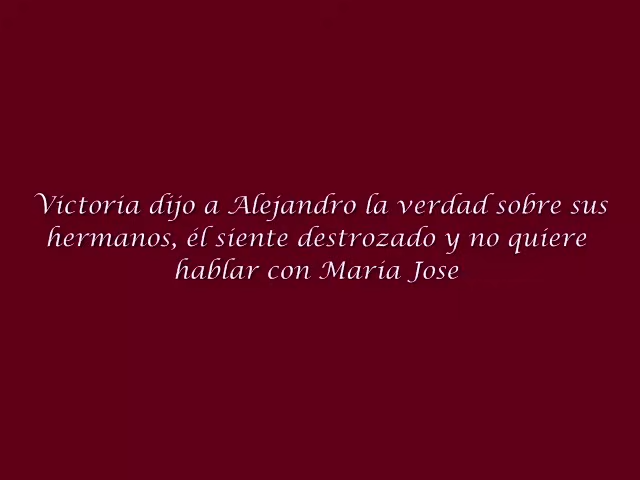 Victoria dijo a Alejandro la verdad sobre sus
hermanos, él siente destrozado y no quiere
hablar con Maria Jose